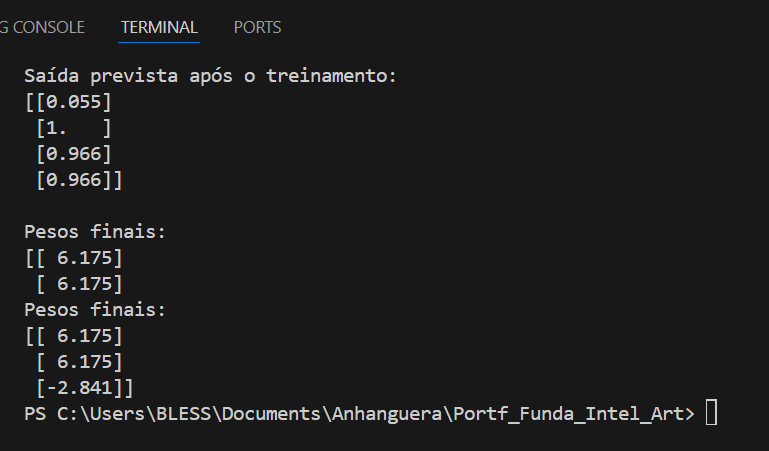 G CONSOLE TERMINAL PORTS
Saída prevista após o treinamento:
[[0.055]
 [1.   ]
 [0.966]
 [0.966]]
Pesos finais:
[[ 6.175]
 [ 6.175]
Pesos finais:
[[ 6.175]
 [ 6.175]
 [-2.841]]
PS C:\Users\BLESS\Documents\Anhanguera\Portf_Funda_Intel_Art>